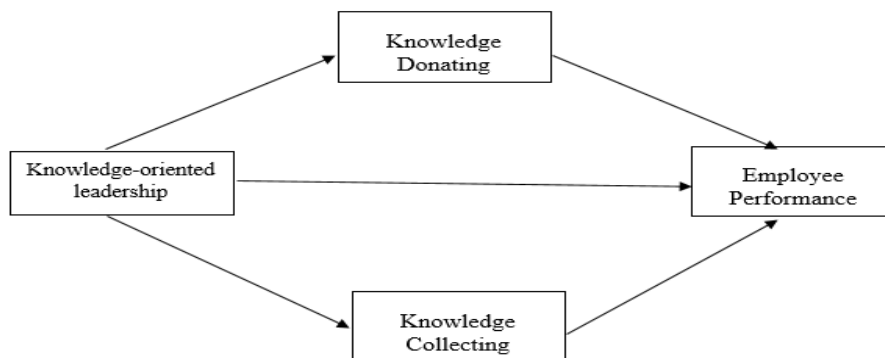 Knowledge
Donating
Knowledge-oriented
leadership
Employee
Performance
Knowledge
Collecting